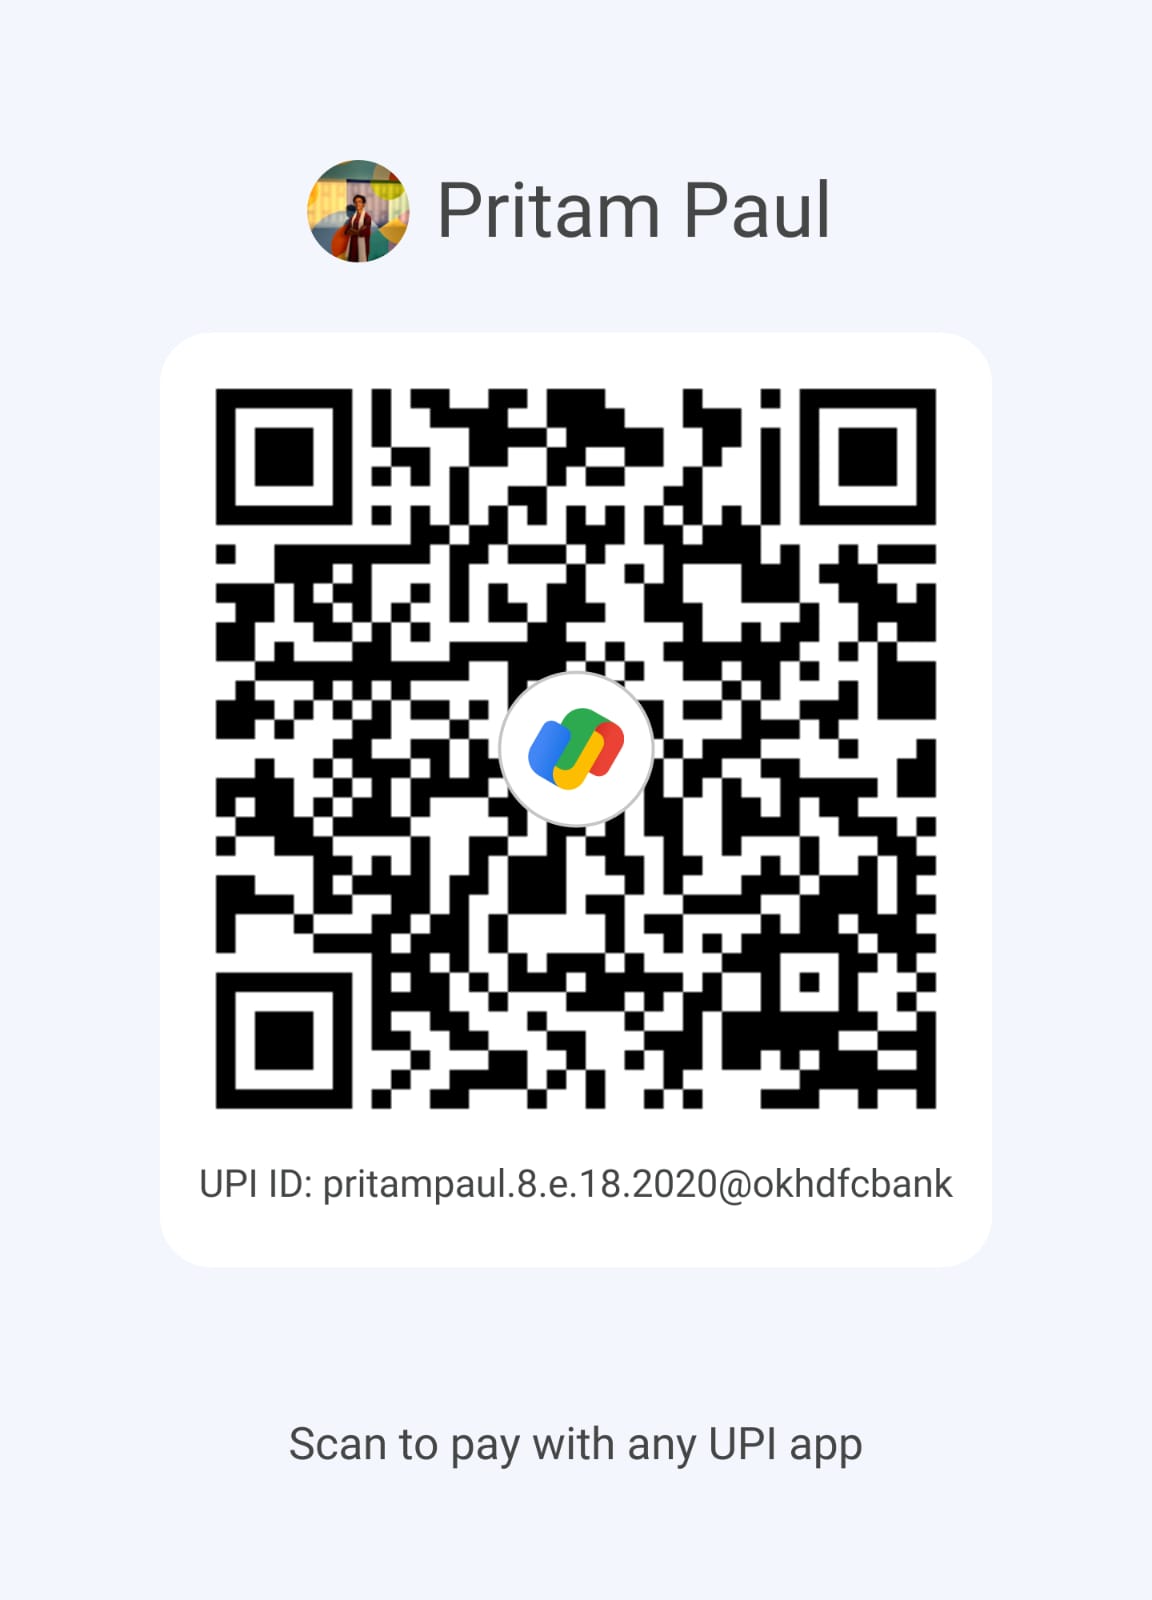 Pritam Paul
UPI ID: pritampaul.8.e.18.2020@okhdfcbank
Scan to pay with any UPI app